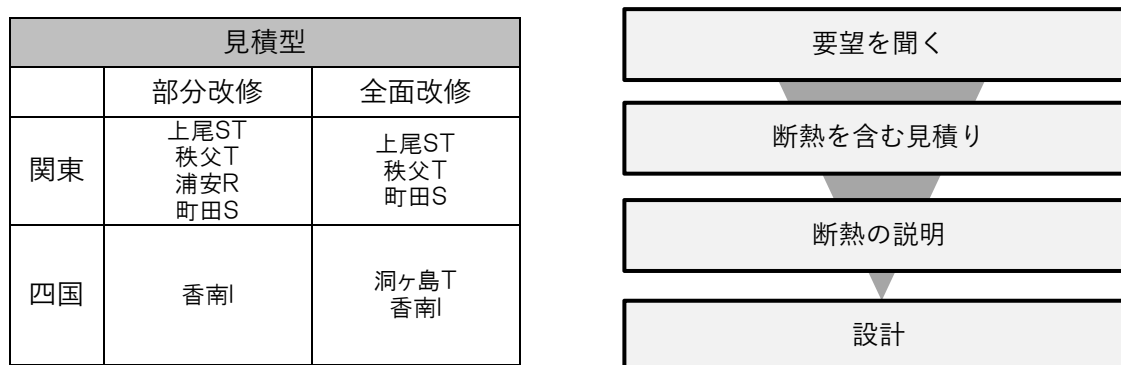 見積型
部分改修
全面改修
関東
上尾ST
秩父T
浦安R
町田S
上尾ST
秩父T
町田S
四国
香南I
洞ヶ島T
香南I
要望を聞く
断熱を含む見積り
断熱の説明
設計